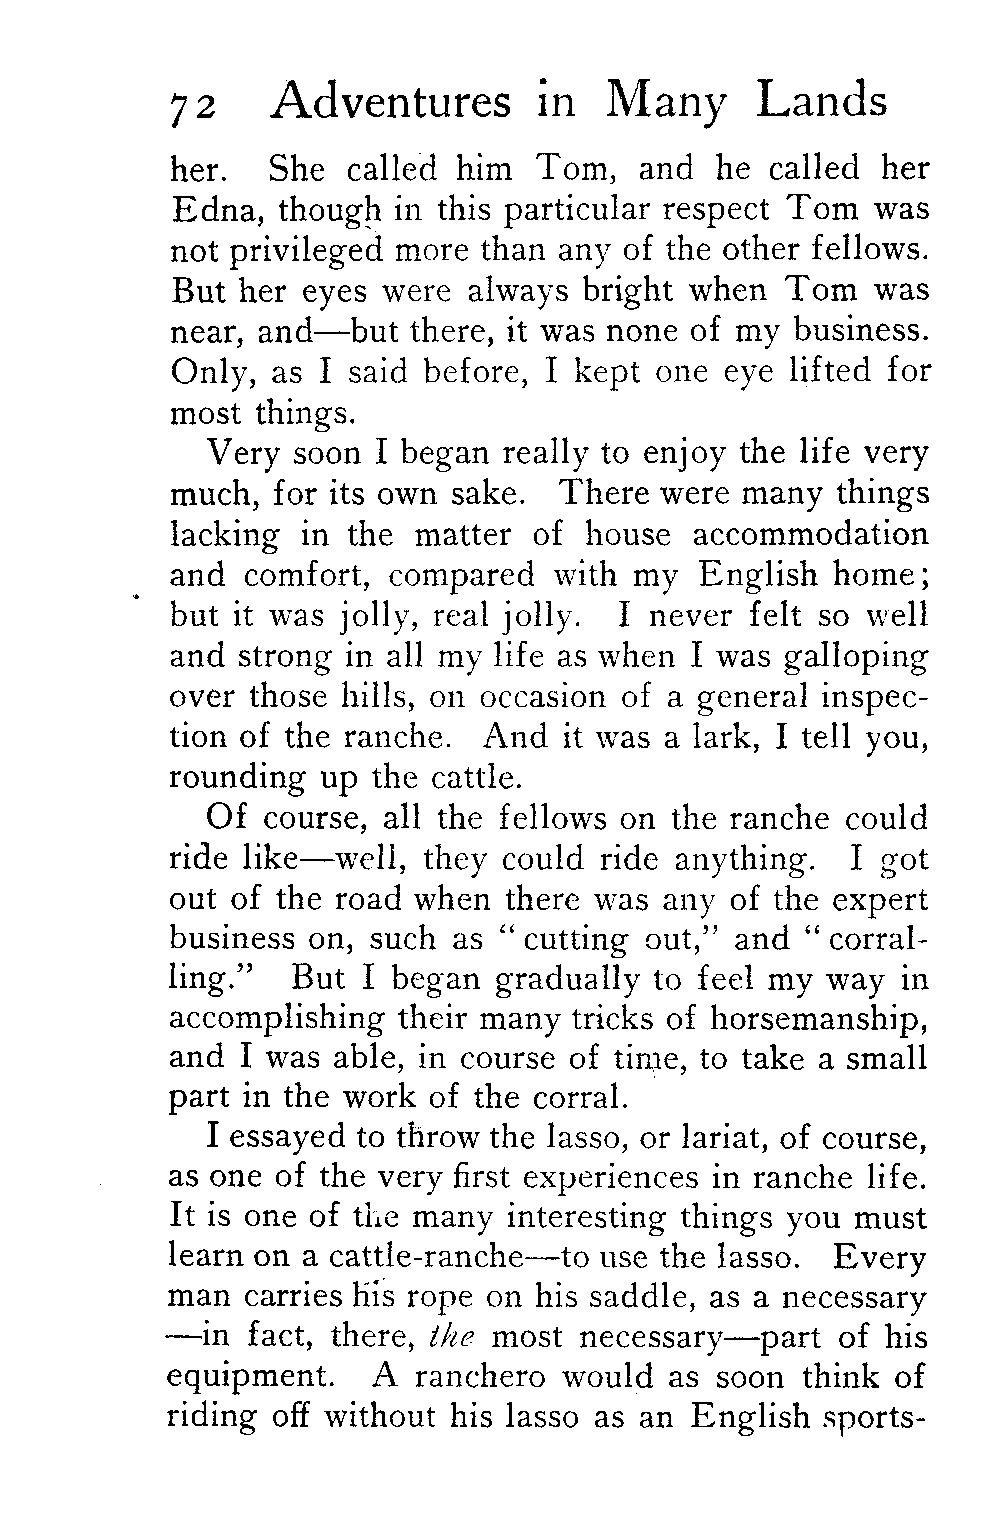 72 Adventures in Many Lands
her. She called him Tom, and he called her
Edna, though in this particular respect Tom was
not privileged more than any of the other fellows.
But her eyes were always bright when Tom was
near, and—but there, it was none of my business.
Only, as I said before, I kept one eye lifted for
most things.
Very soon I began really to enjoy the life very
much, for its own sake. There were many things
lacking in the matter of house accommodation
and comfort, compared with my English home;
but it was jolly, real jolly. I never felt so well
and strong in all my life as when I was galloping
over those hills, on occasion of a general inspec-
tion of the ranche. And it was a lark, I tell you,
rounding up the cattle.
Of course, all the fellows on the ranche could
ride like—well, they could ride anything. I got
out of the road when there was any of the expert
business on, such as “cutting out,” and “corral-
ling.” But I began gradually to feel my way in
accomplishing their many tricks of horsemanship,
and I was able, in course of time, to take a small
part in the work of the corral.
I essayed to throw the lasso, or lariat, of course,
as one of the very first experiences in ranche life.
It is one of the many interesting things you must
learn on a cattle-ranche—to use the lasso. Every
man carries his rope on his saddle, as a necessary
—in fact, there, the most necessary—part of his
equipment. A ranchero would as soon think of
riding off without his lasso as an English sports-